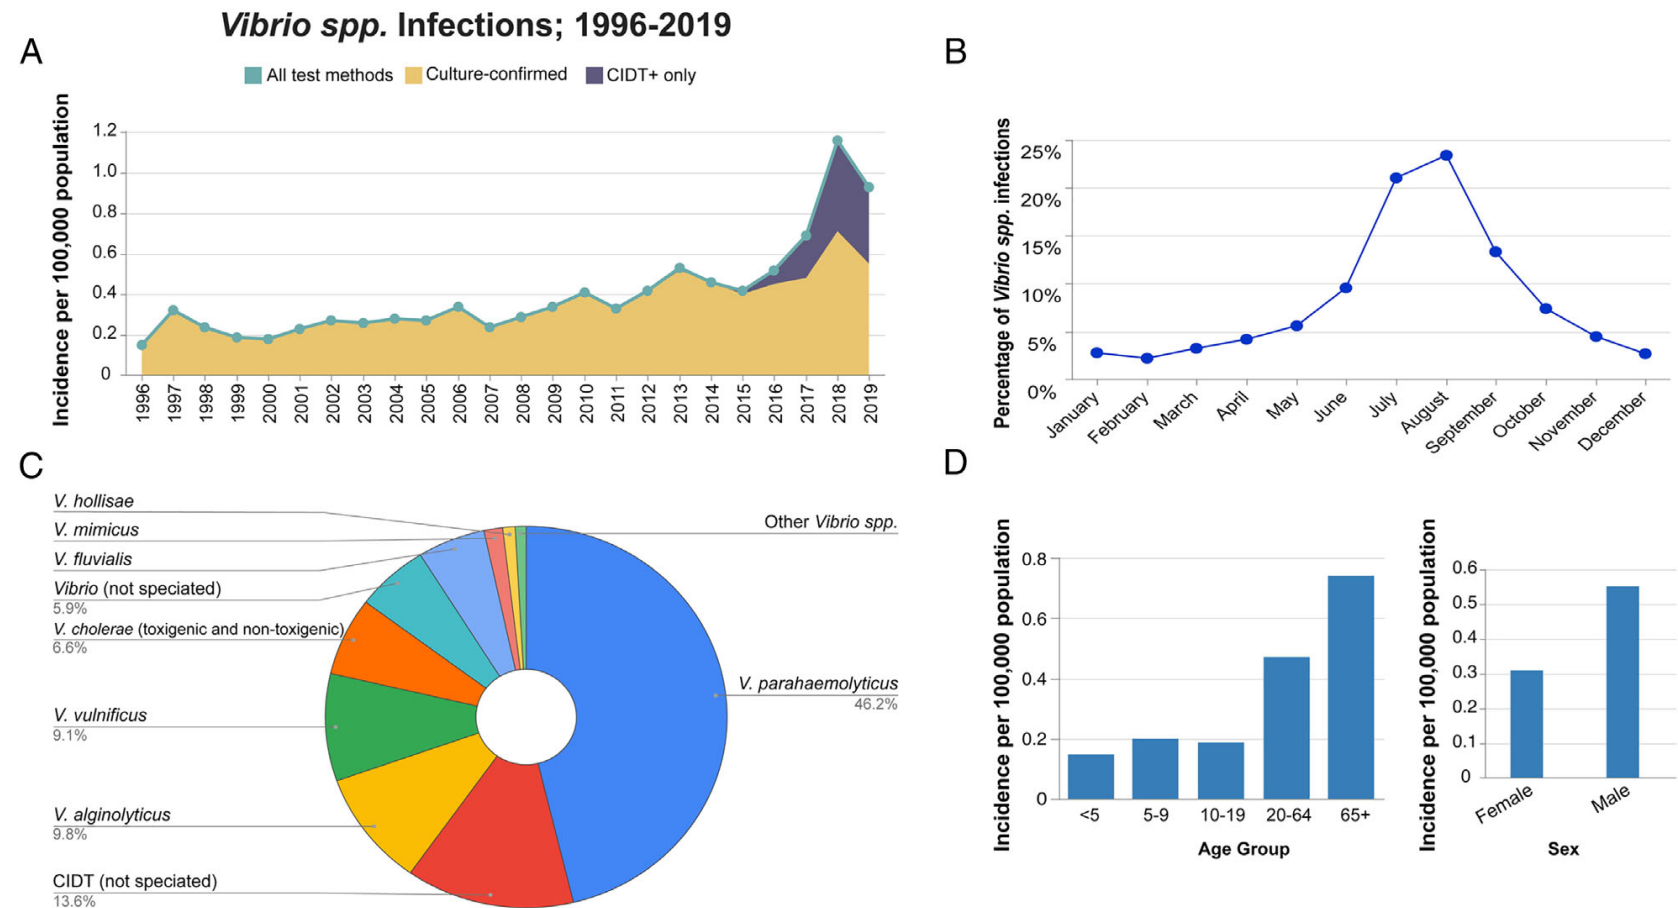 Vibrio spp. Infections; 1996-2019
A
All test methods
Culture-confirmed
CIDT+ only
Incidence per 100,000 population
1.2
1.0
0.8
0.6
0.4
0.2
0
1996
1997
1998
1999
2000
2001
2002
2003
2004
2005
2006
2007
2008
2009
2010
2011
2012
2013
2014
2015
2016
2017
2018
2019
B
Percentage of Vibrio spp. infections
25%
20%
15%
10%
5%
0%
January
February
March
April
May
June
July
August
September
October
November
December
C
V. hollisae
V. mimicus
V. fluvialis
Vibrio (not speciated)
5.9%
V. cholerae (toxigenic and non-toxigenic)
6.6%
V. vulnificus
9.1%
V. alginolyticus
9.8%
CIDT (not speciated)
13.6%
Other Vibrio spp.
V. parahaemolyticus
46.2%
D
Incidence per 100,000 population
0.8
0.6
0.4
0.2
0
<5
5-9
10-19
20-64
65+
Age Group
Incidence per 100,000 population
0.6
0.5
0.4
0.3
0.2
0.1
0
Female
Male
Sex